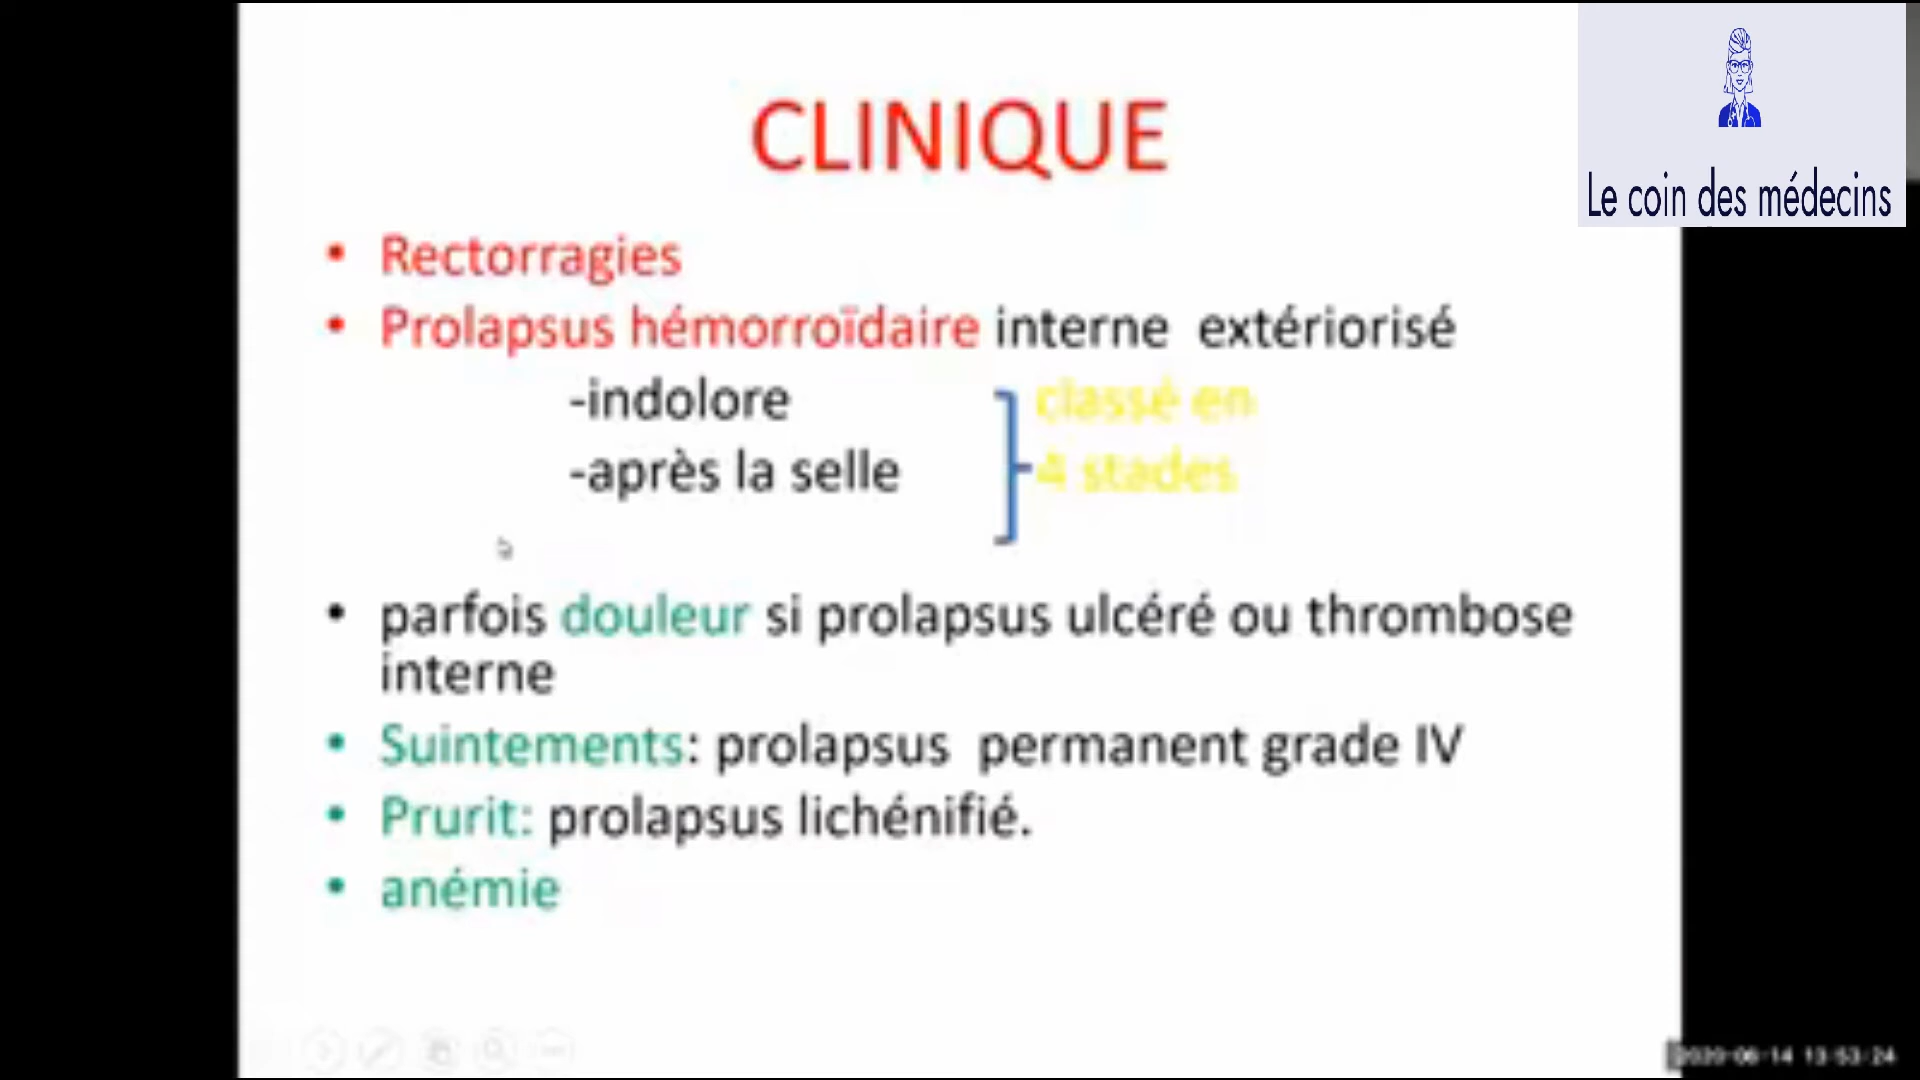 CLINIQUE
Le coin des médecins
• Rectorragies
• Prolapsus hémorroïdaire interne extériorisé
-indolore
classé en
-après la selle
4 stades
• parfois douleur si prolapsus ulcéré ou thrombose
interne
• Suintements: prolapsus permanent grade IV
• Prurit: prolapsus lichénifié.
• anémie
2020-06-14 13:53:24